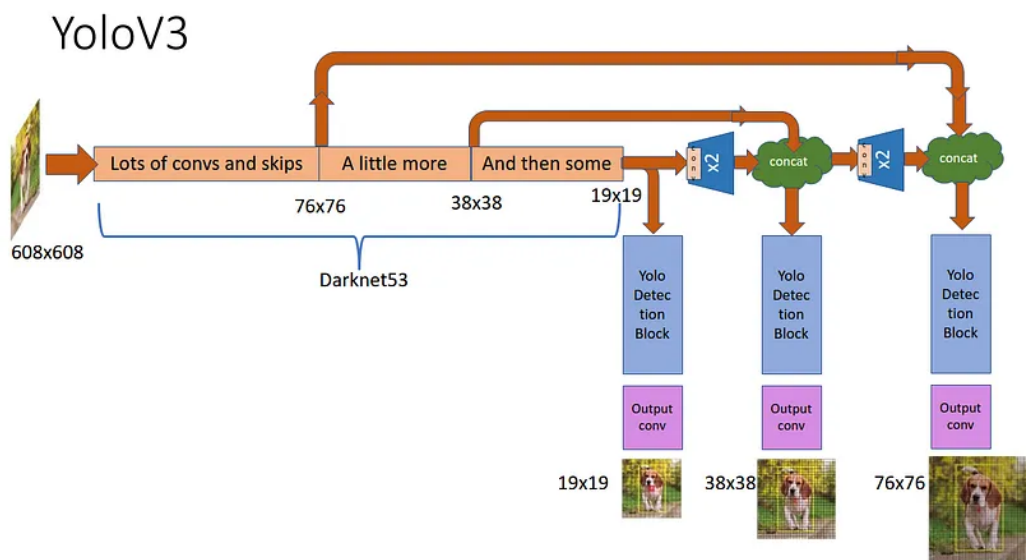 YoloV3
Lots of convs and skips
A little more
And then some
x2
concat
x2
concat
76x76
38x38
19x19
608x608
Darknet53
Yolo
Detec
tion
Block
Yolo
Detec
tion
Block
Yolo
Detec
tion
Block
Output
conv
Output
conv
Output
conv
19x19
38x38
76x76